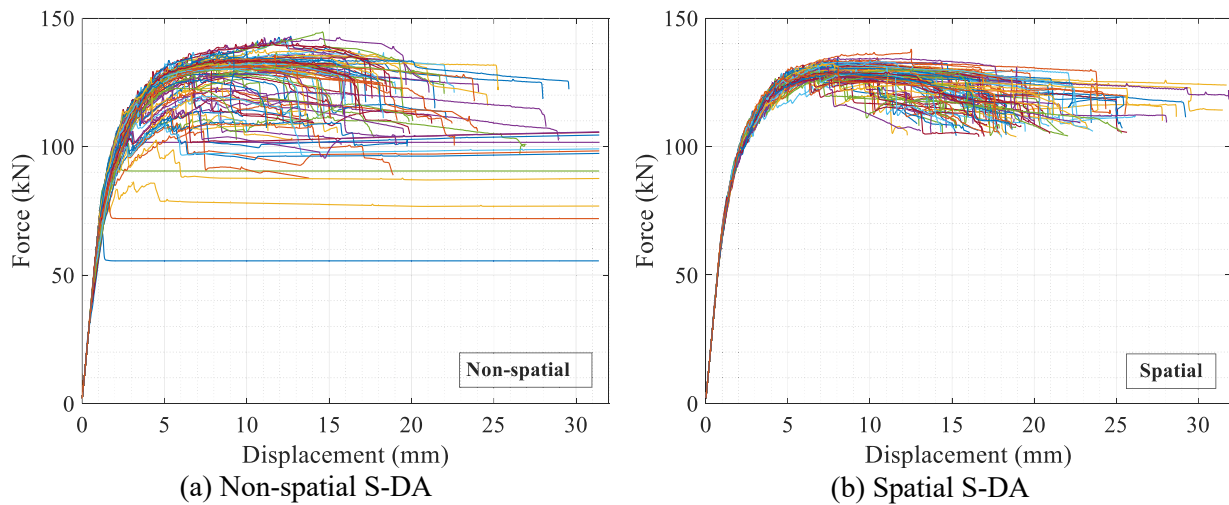 150
100
50
0
Force (kN)
0 5 10 15 20 25 30
Displacement (mm)
Non-spatial
(a) Non-spatial S-DA
150
100
50
0
Force (kN)
0 5 10 15 20 25 30
Displacement (mm)
Spatial
(b) Spatial S-DA